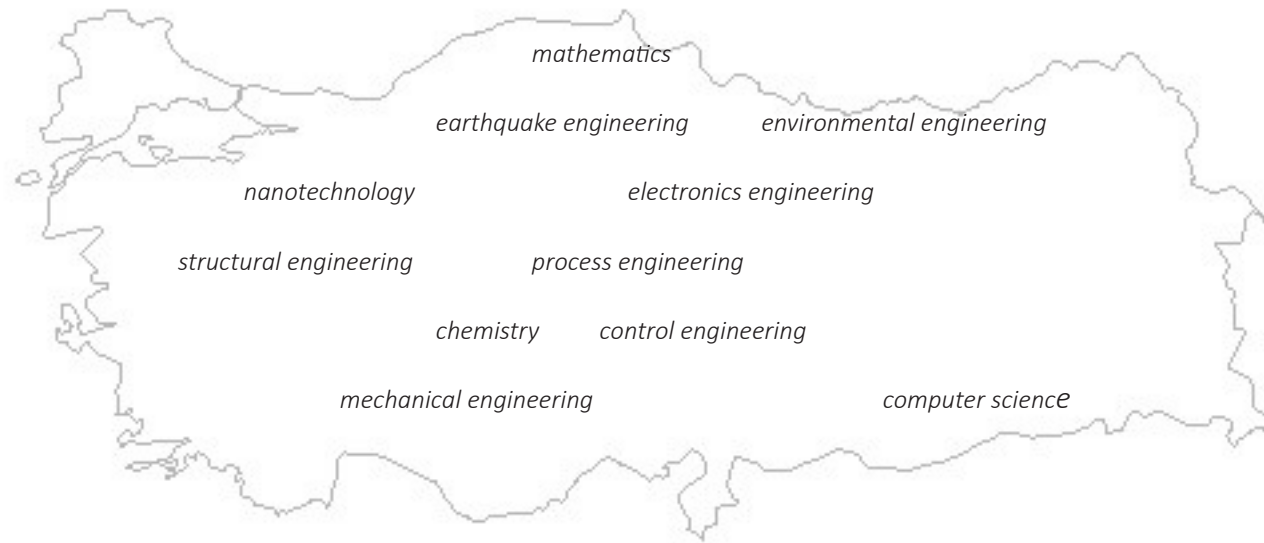 mathematics
earthquake engineering environmental engineering
nanotechnology electronics engineering
structural engineering process engineering
chemistry control engineering
mechanical engineering computer science